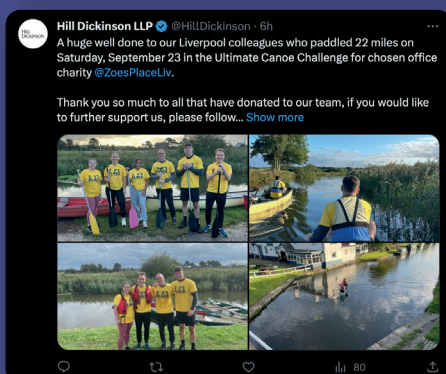 HILL
DICKINSON
Hill Dickinson LLP @HillDickinson · 6h
A huge well done to our Liverpool colleagues who paddled 22 miles on
Saturday, September 23 in the Ultimate Canoe Challenge for chosen office
charity @ZoesPlaceLiv.
Thank you so much to all that have donated to our team, if you would like
to further support us, please follow... Show more
80